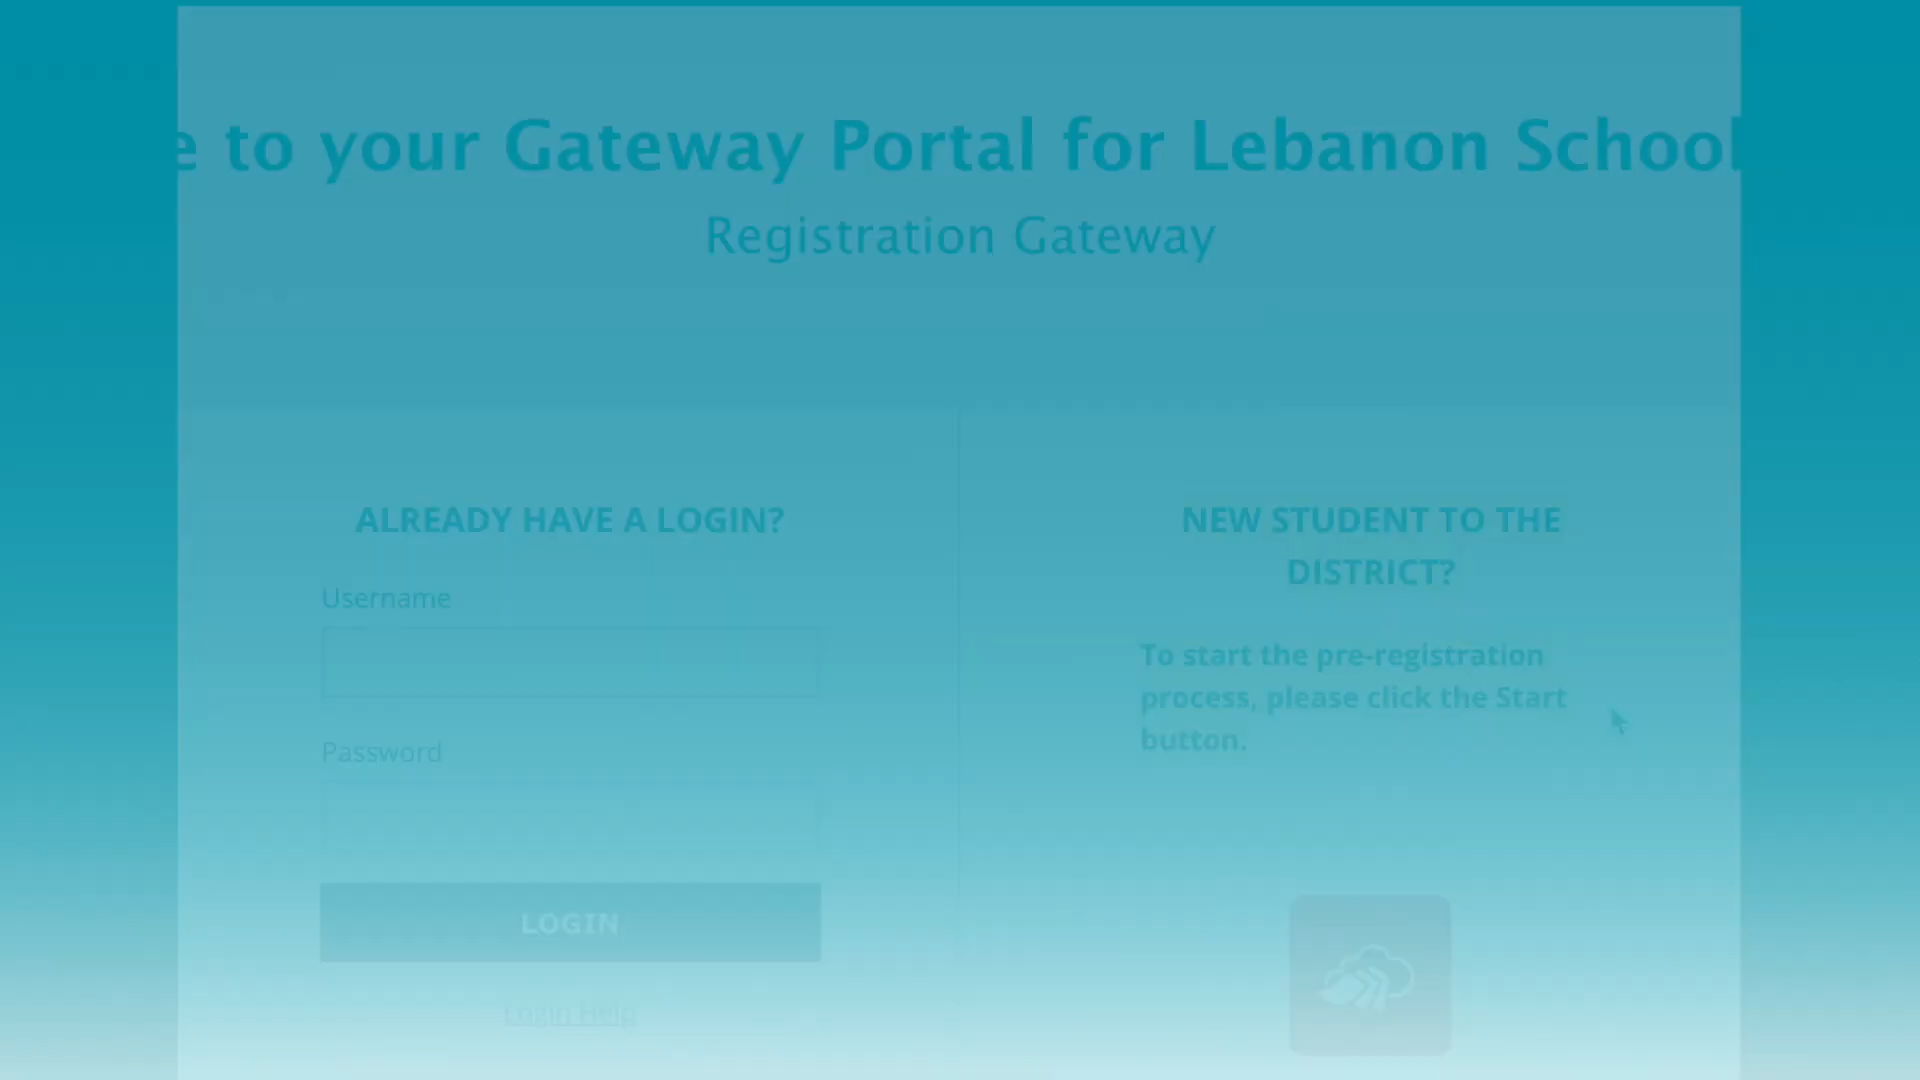 e to your Gateway Portal for Lebanon School
Registration Gateway
ALREADY HAVE A LOGIN?
Username
Password
LOGIN
Login Help
NEW STUDENT TO THE
DISTRICT?
To start the pre-registration
process, please click the Start
button.